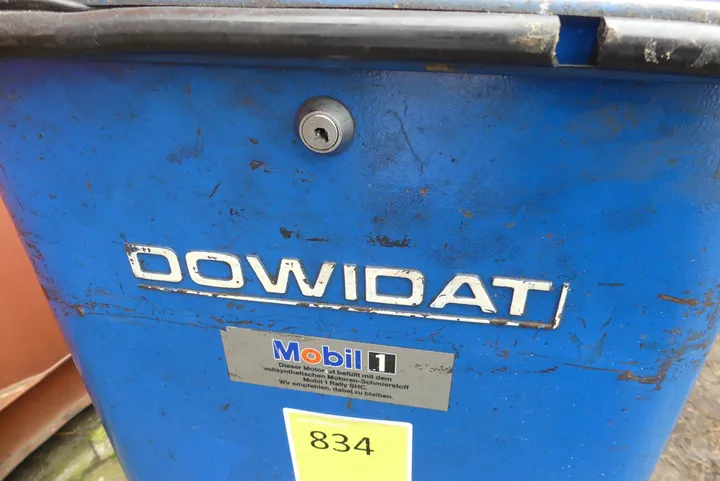 DOWIDAT
Mobil 1
Dieser Motor ist befüllt mit dem
vollsynthetischen Motoren-Schmierstoff
Mobil 1 Rally SHC.
Wir empfehlen, dabei zu bleiben.
834